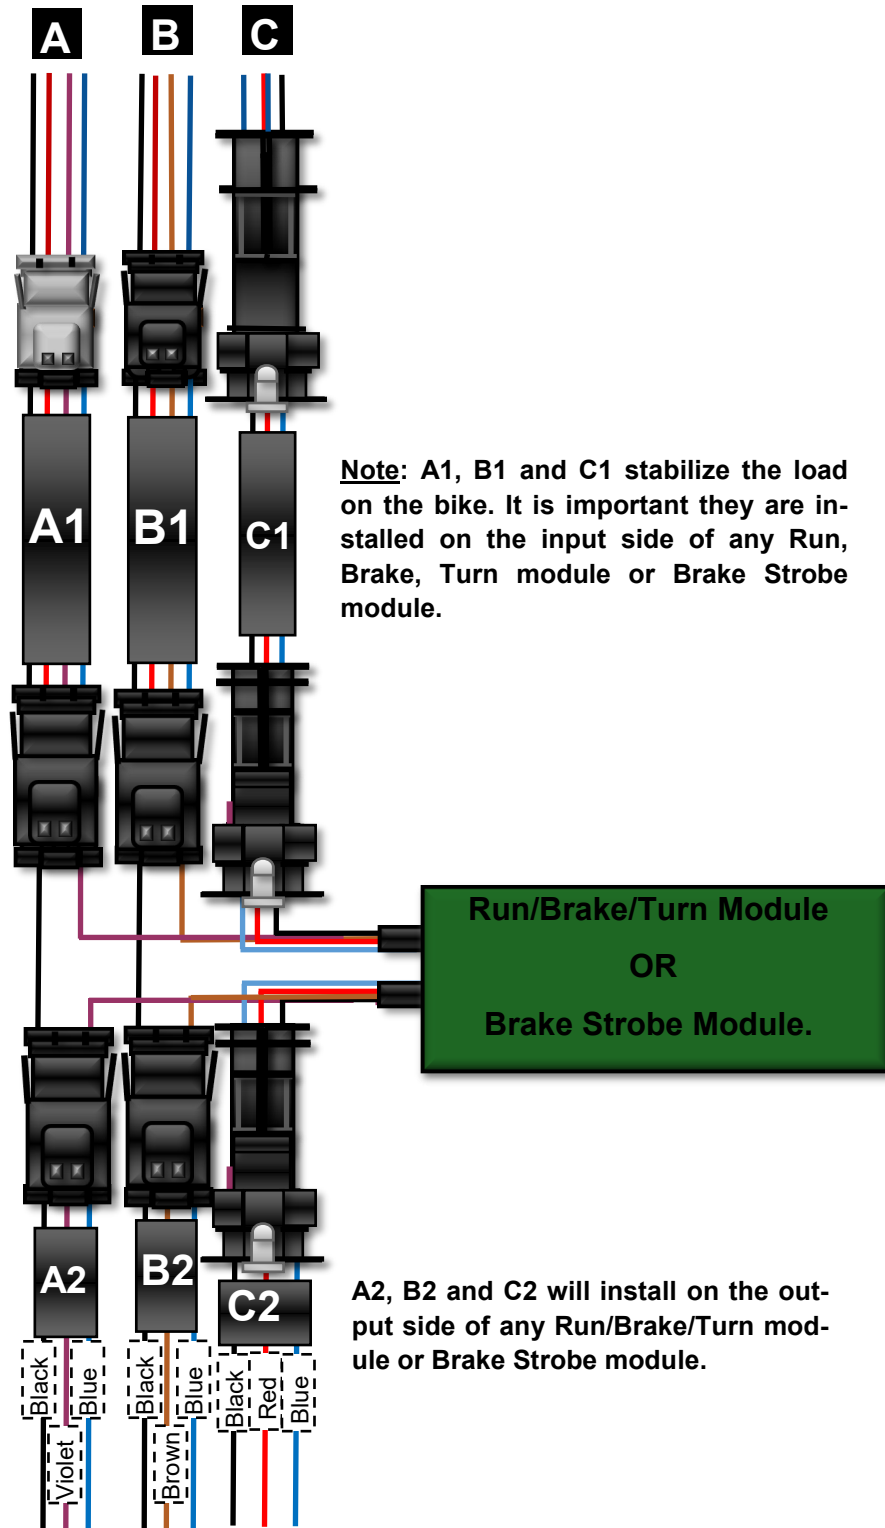 A
B
C
A1
B1
C1
Note: A1, B1 and C1 stabilize the load
on the bike. It is important they are in-
stalled on the input side of any Run,
Brake, Turn module or Brake Strobe
module.
Run/Brake/Turn Module
OR
Brake Strobe Module.
A2
B2
C2
A2, B2 and C2 will install on the out-
put side of any Run/Brake/Turn mod-
ule or Brake Strobe module.
Black
Violet
Blue
Black
Brown
Blue
Black
Red
Blue